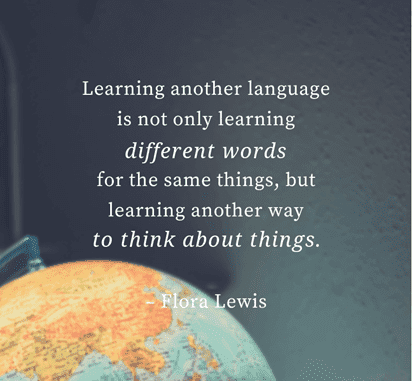 Learning another language
is not only learning
different words
for the same things, but
learning another way
to think about things.
– Flora Lewis